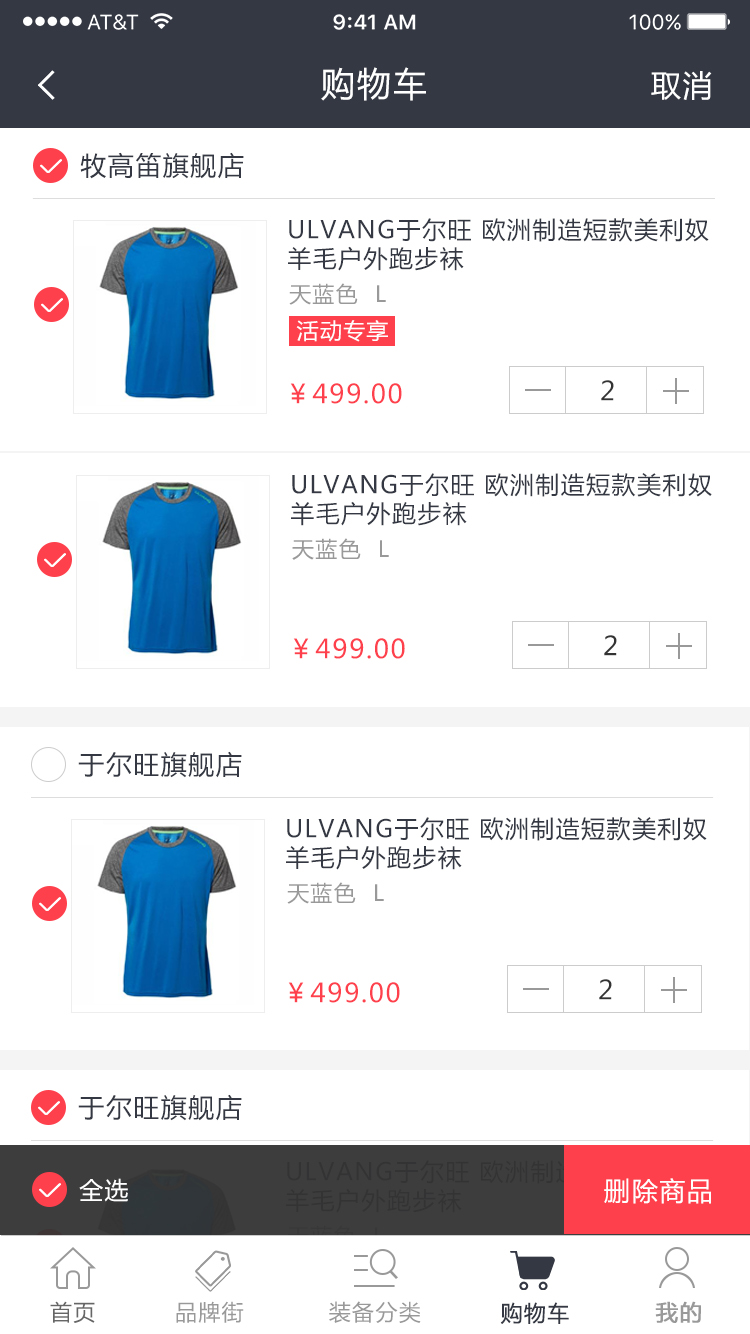 AT&T 9:41 AM 100%
购物车 取消
牧高笛旗舰店
ULVANG于尔旺 欧洲制造短款美利奴
羊毛户外跑步袜
天蓝色 L
活动专享
¥499.00 2
ULVANG于尔旺 欧洲制造短款美利奴
羊毛户外跑步袜
天蓝色 L
¥499.00 2
于尔旺旗舰店
ULVANG于尔旺 欧洲制造短款美利奴
羊毛户外跑步袜
天蓝色 L
¥499.00 2
于尔旺旗舰店
ULVANG于尔旺 欧洲制
羊毛户外跑步袜
全选 删除商品
首页 品牌街 装备分类 购物车 我的